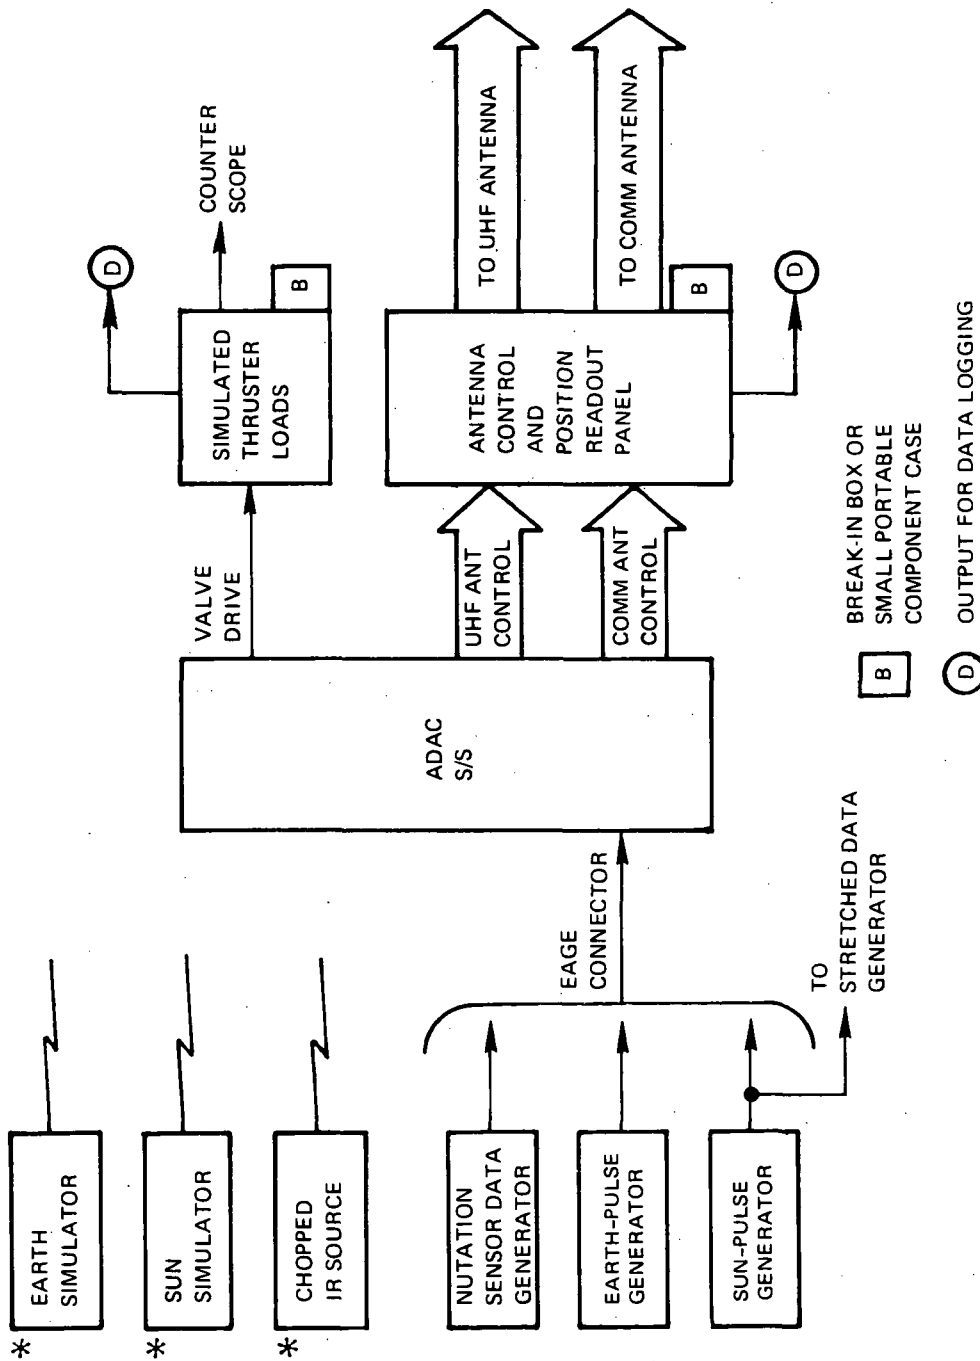 *
EARTH
SIMULATOR
*
SUN
SIMULATOR
*
CHOPPED
IR SOURCE
NUTATION
SENSOR DATA
GENERATOR
EARTH-PULSE
GENERATOR
SUN-PULSE
GENERATOR
EAGE
CONNECTOR
TO
STRETCHED DATA
GENERATOR
ADAC
S/S
VALVE
DRIVE
UHF ANT
CONTROL
COMM ANT
CONTROL
SIMULATED
THRUSTER
LOADS
B
D
COUNTER
SCOPE
ANTENNA
CONTROL
AND
POSITION
READOUT
PANEL
B
D
TO UHF ANTENNA
TO COMM ANTENNA
B
BREAK-IN BOX OR
SMALL PORTABLE
COMPONENT CASE
D
OUTPUT FOR DATA LOGGING